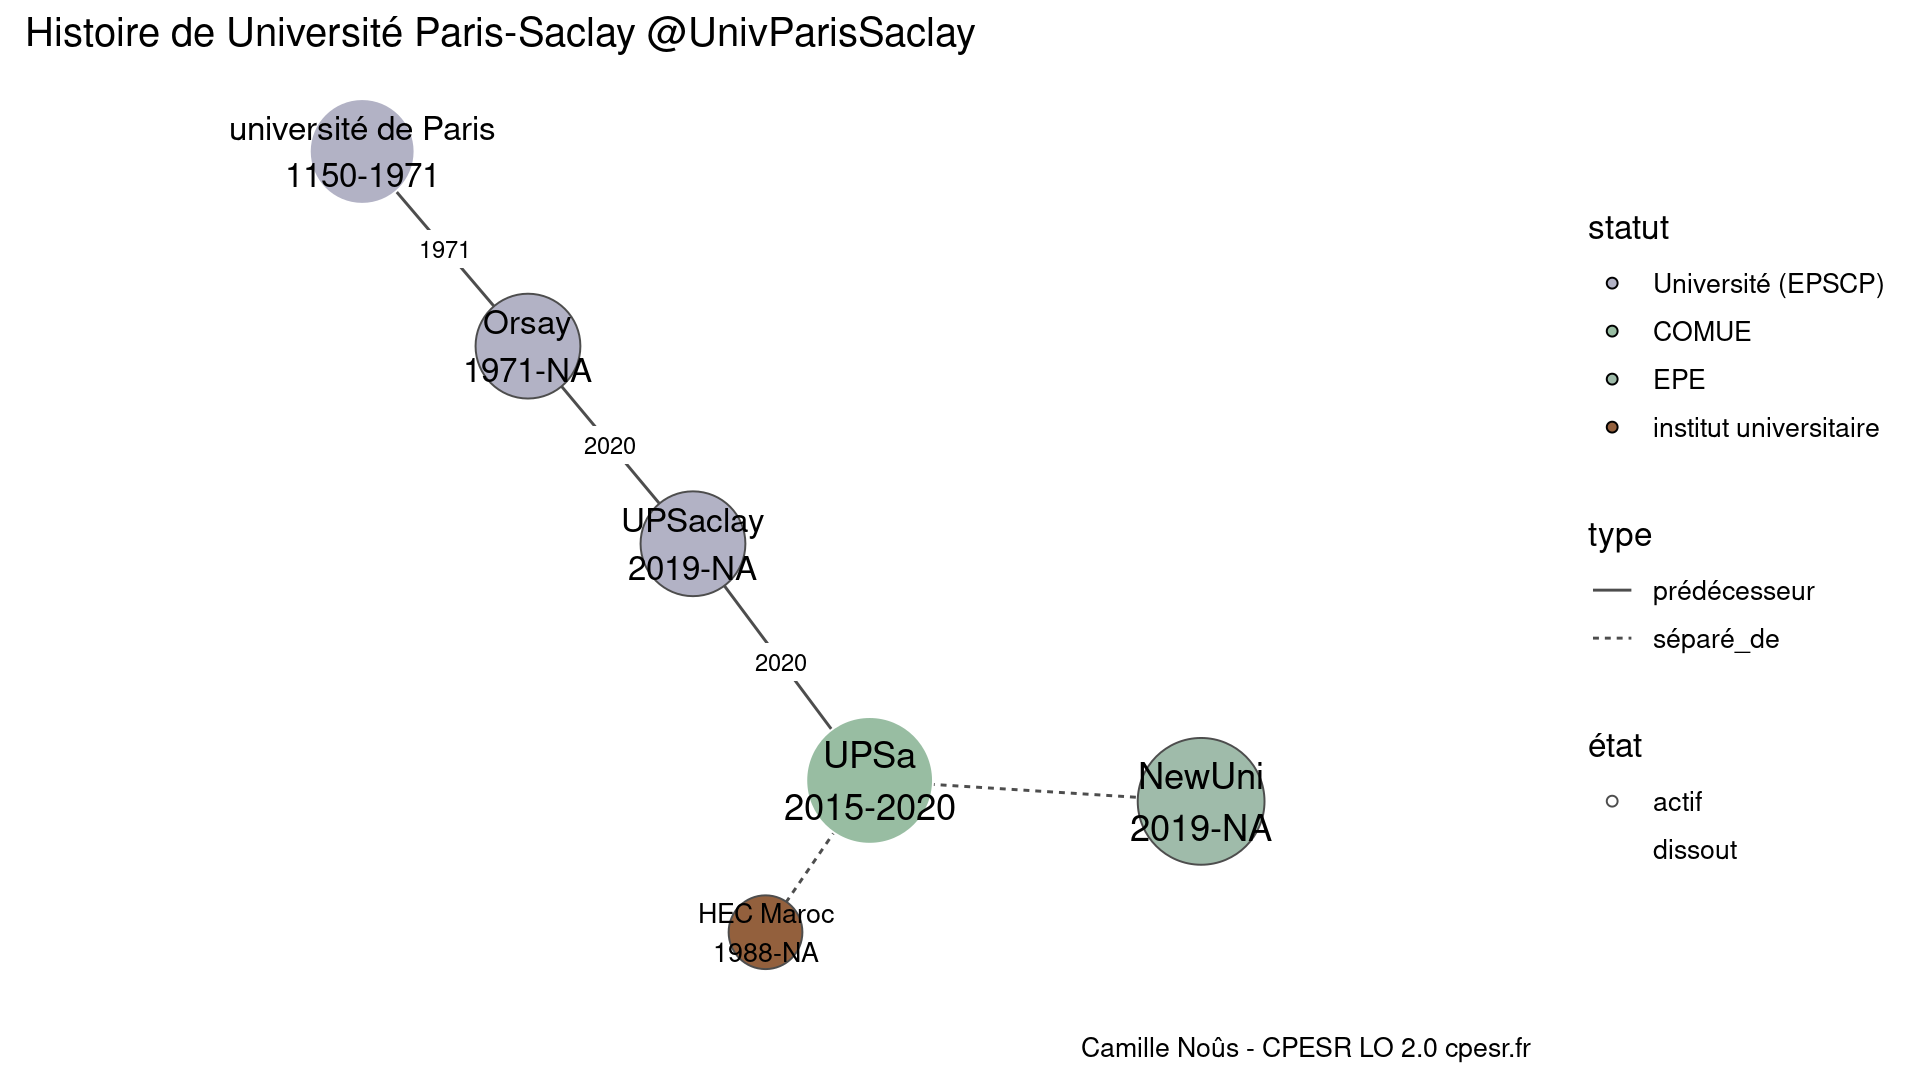 Histoire de Université Paris-Saclay @UnivParisSaclay
université de Paris
1150-1971
1971
Orsay
1971-NA
2020
UPSaclay
2019-NA
2020
UPSa
2015-2020
NewUni
2019-NA
HEC Maroc
1988-NA
statut
Université (EPSCP)
COMUE
EPE
institut universitaire
type
prédécesseur
séparé_de
état
actif
dissout
Camille Noûs - CPESR LO 2.0 cpesr.fr